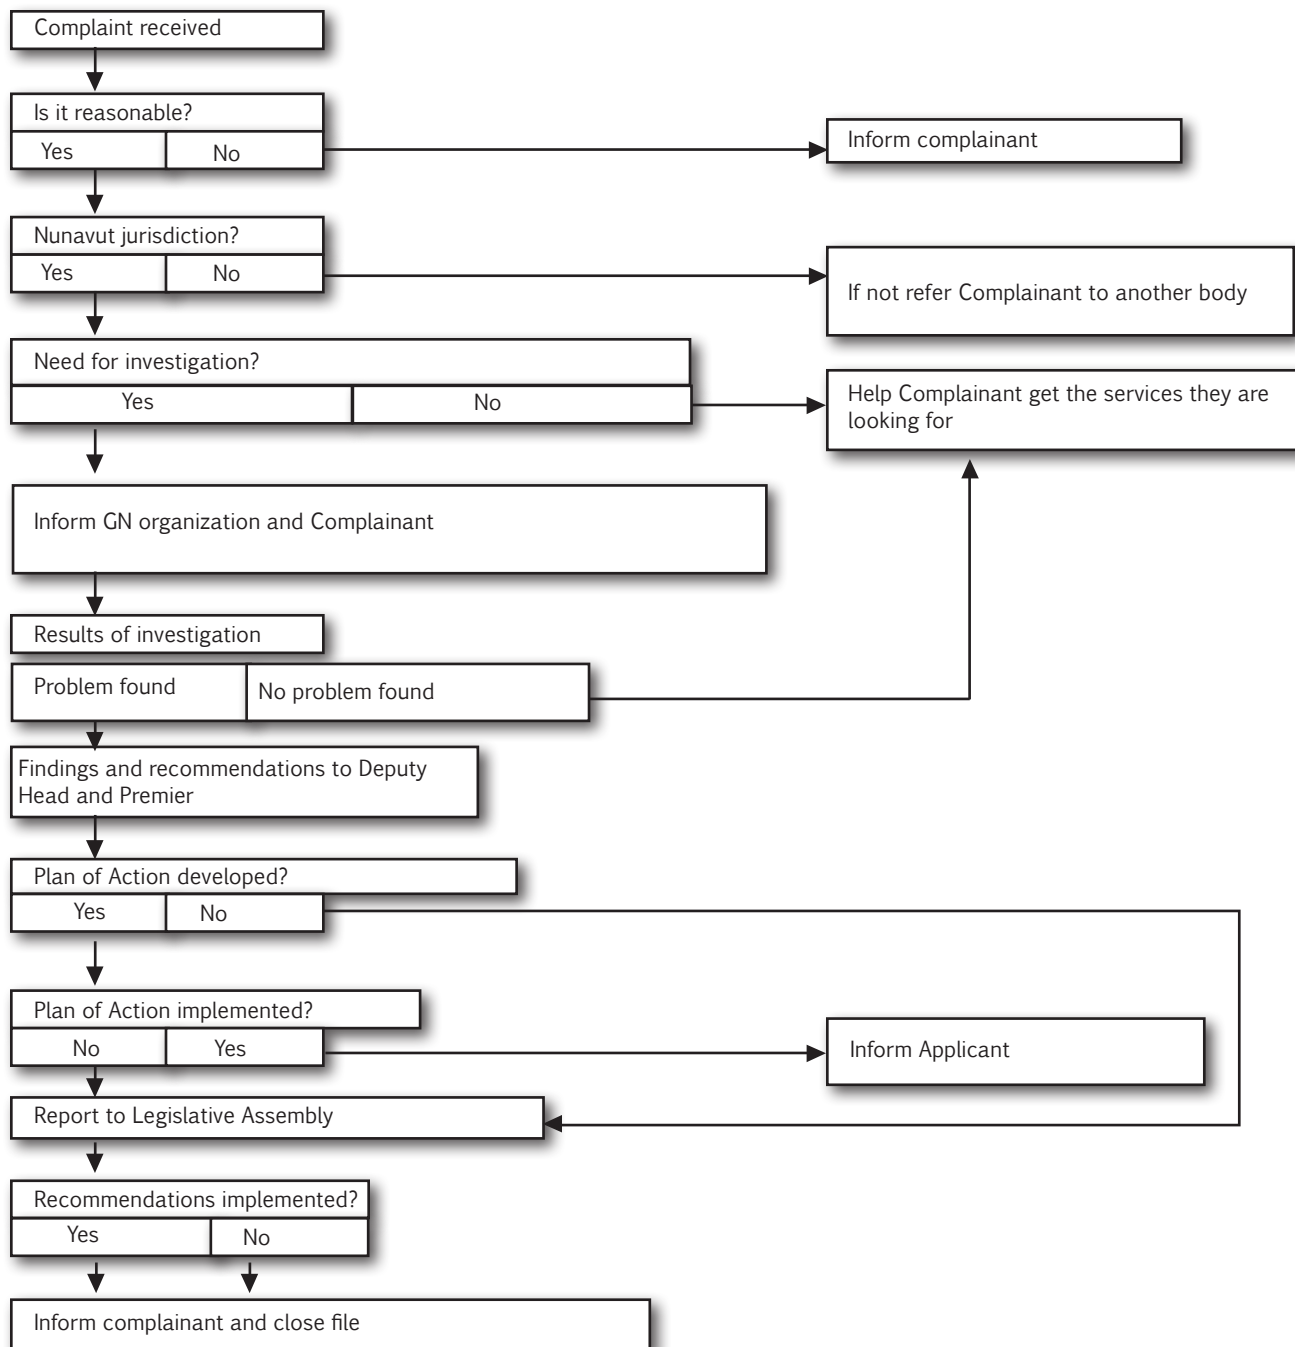 Complaint received
Is it reasonable?
Yes
No
Inform complainant
Nunavut jurisdiction?
Yes
No
If not refer Complainant to another body
Need for investigation?
Yes
No
Help Complainant get the services they are
looking for
Inform GN organization and Complainant
Results of investigation
Problem found
No problem found
Findings and recommendations to Deputy
Head and Premier
Plan of Action developed?
Yes
No
Plan of Action implemented?
No
Yes
Inform Applicant
Report to Legislative Assembly
Recommendations implemented?
Yes
No
Inform complainant and close file